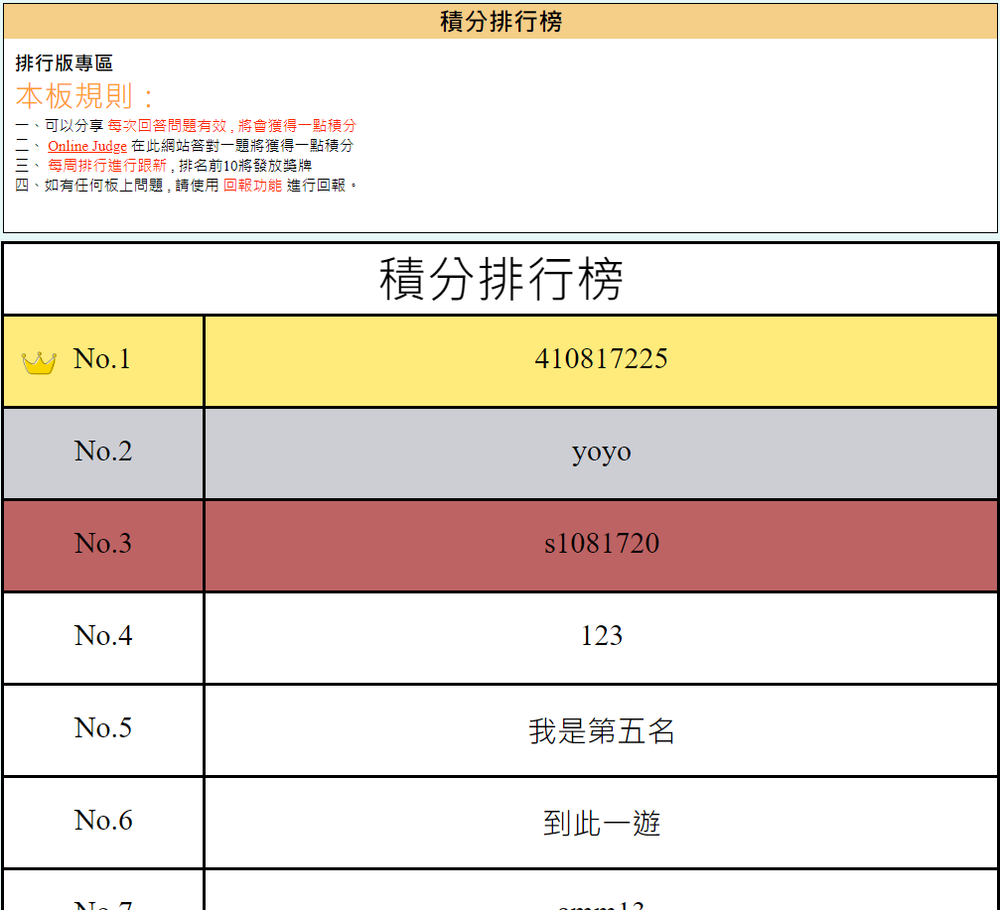 積分排行榜
排行版專區
本板規則：
一、可以分享 每次回答問題有效 , 將會獲得一點積分
二、 Online Judge 在此網站答對一題將獲得一點積分
三、 每周排行進行跟新 , 排名前10將發放獎牌
四、如有任何板上問題 , 請使用 回報功能 進行回報。
積分排行榜
No.1 410817225
No.2 yoyo
No.3 s1081720
No.4 123
No.5 我是第五名
No.6 到此一遊
No.7